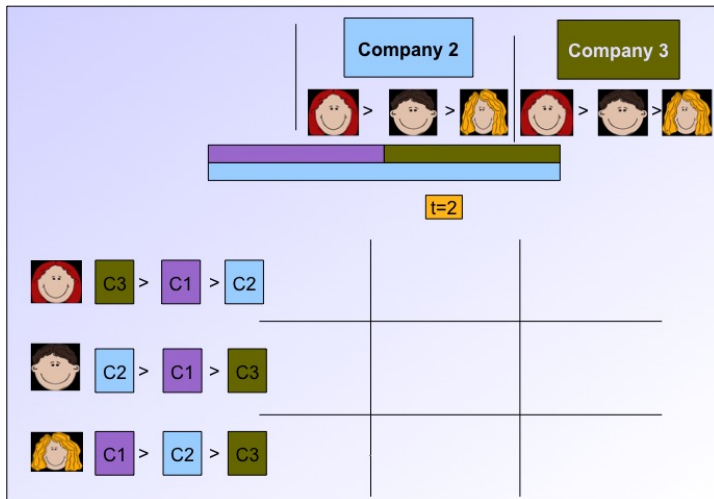 Company 2 Company 3
> > > >
t=2
C3 > C1 > C2
C2 > C1 > C3
C1 > C2 > C3